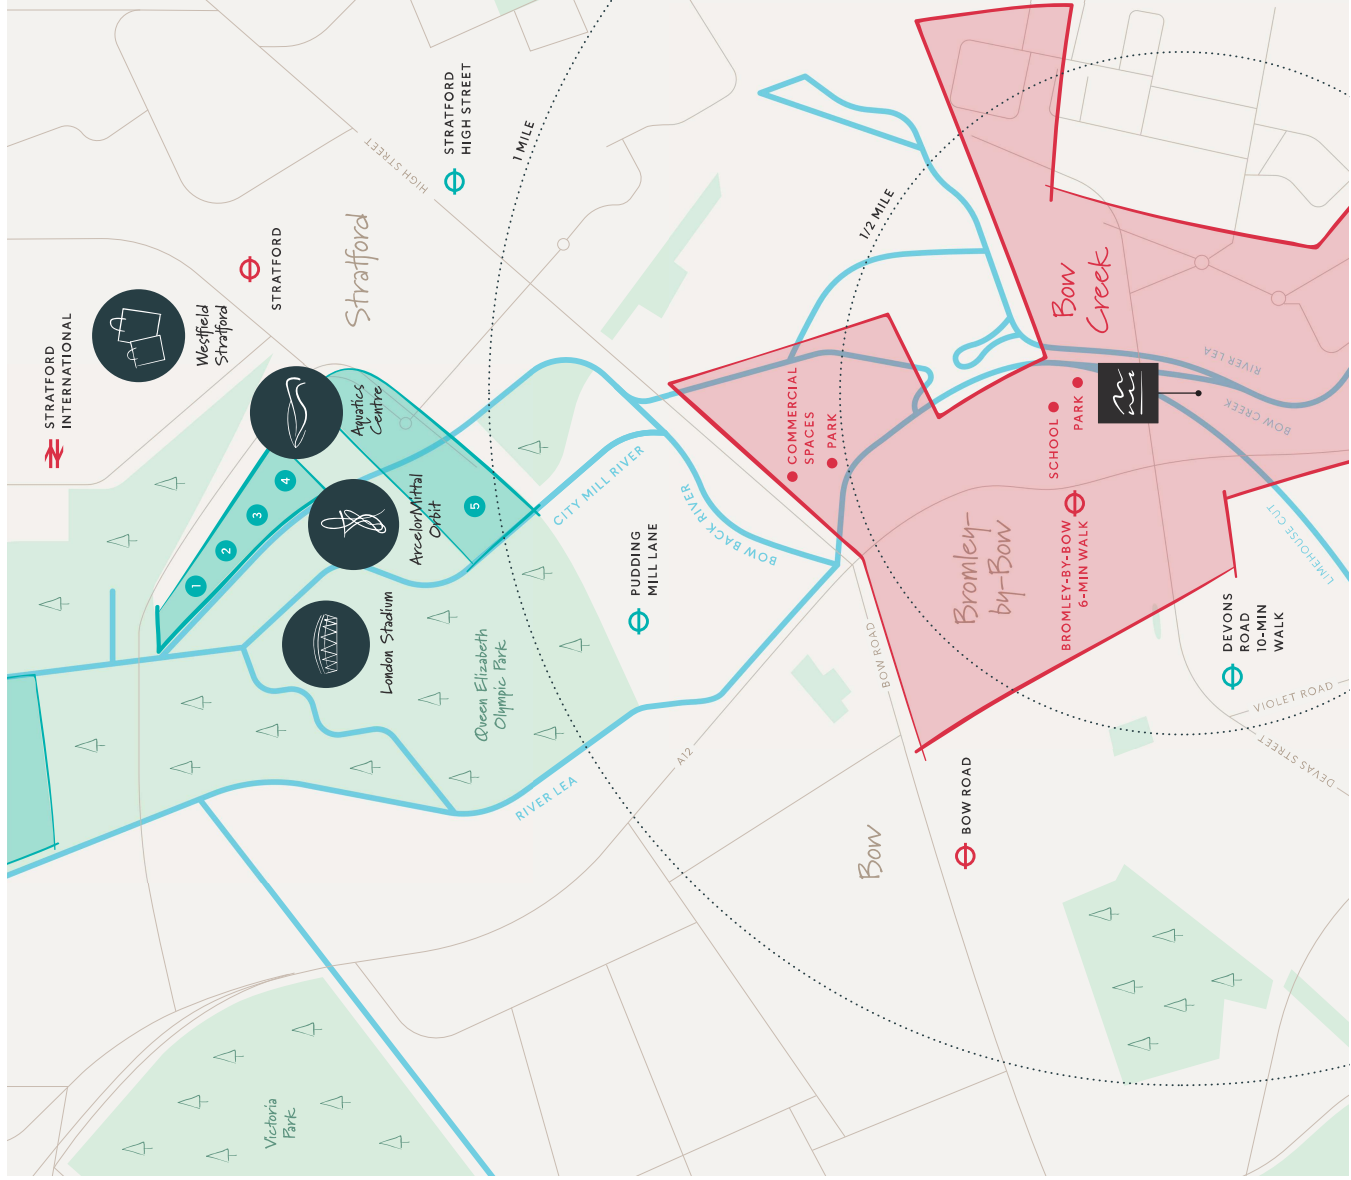 STRATFORD
INTERNATIONAL
Westfield
Stratford
STRATFORD
Stratford
HIGH STREET
STRATFORD
HIGH STREET
1 MILE
1/2 MILE
Aquatics
Centre
ArcelorMittal
Orbit
London Stadium
1
2
3
4
5
Queen Elizabeth
Olympic Park
CITY MILL RIVER
BOW BACK RIVER
PUDDING
MILL LANE
RIVER LEA
A12
Victoria
Park
COMMERCIAL
SPACES
PARK
Bow
Creek
RIVER LEA
BOW CREEK
SCHOOL
PARK
Bromley-
by-Bow
BROMLEY-BY-BOW
6-MIN WALK
LIMEHOUSE CUT
DEVONS
ROAD
10-MIN
WALK
VIOLET ROAD
DEVAS STREET
BOW ROAD
Bow
BOW ROAD